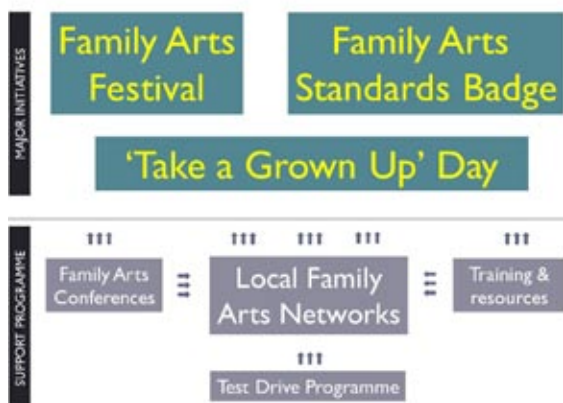 MAJOR INITIATIVES
Family Arts
Festival
Family Arts
Standards Badge
‘Take a Grown Up’ Day
SUPPORT PROGRAMME
Family Arts
Conferences
Local Family
Arts Networks
Training &
resources
Test Drive Programme